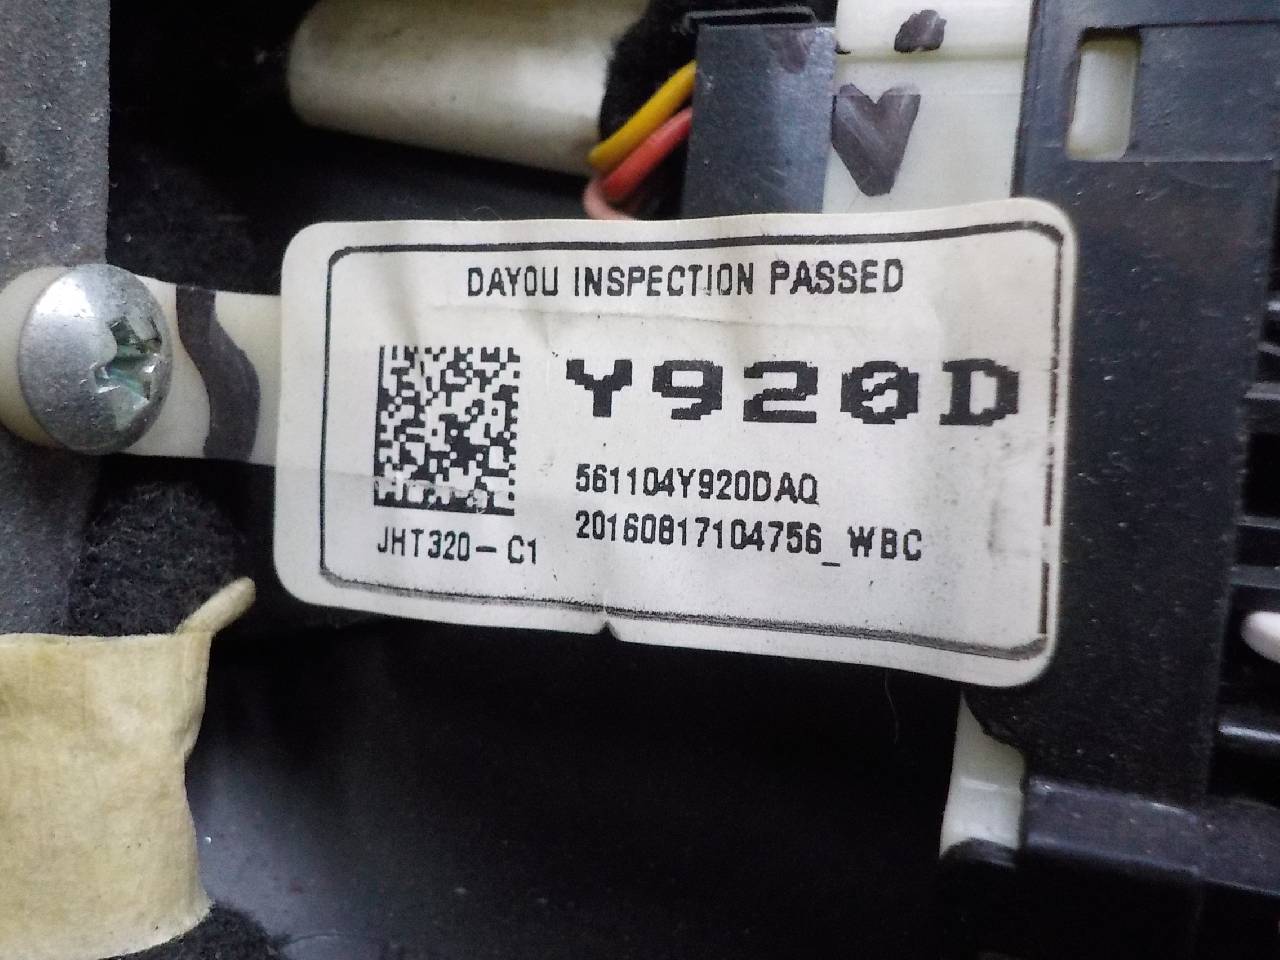 DAYOU INSPECTION PASSED
Y920D
561104Y920DAQ
20160817104756_WBC
JHT320-C1